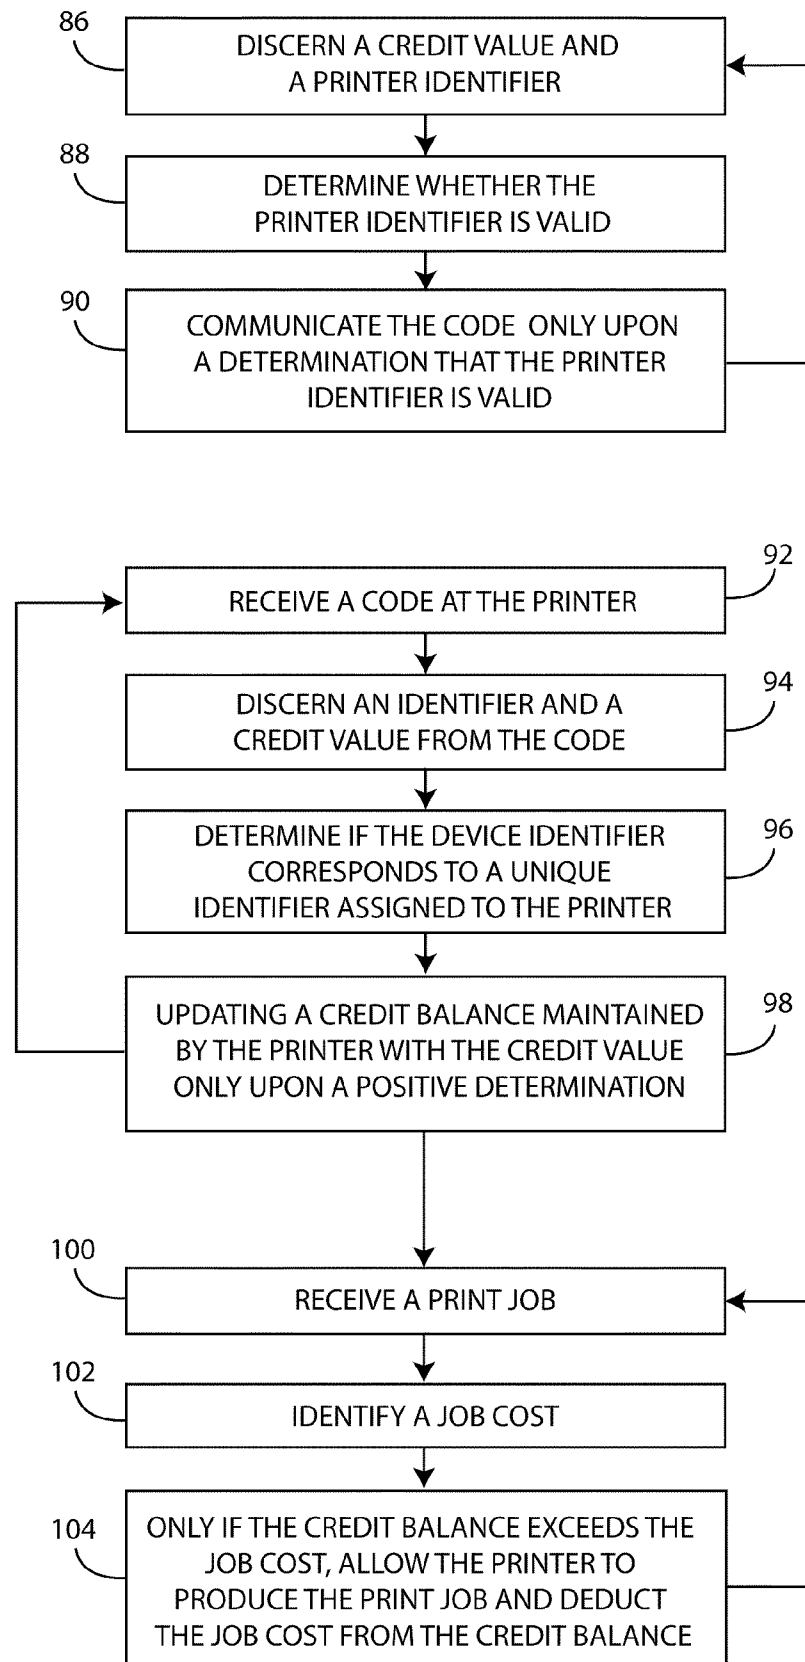 86
DISCERN A CREDIT VALUE AND
A PRINTER IDENTIFIER
88
DETERMINE WHETHER THE
PRINTER IDENTIFIER IS VALID
90
COMMUNICATE THE CODE ONLY UPON
A DETERMINATION THAT THE PRINTER
IDENTIFIER IS VALID
92
RECEIVE A CODE AT THE PRINTER
94
DISCERN AN IDENTIFIER AND A
CREDIT VALUE FROM THE CODE
96
DETERMINE IF THE DEVICE IDENTIFIER
CORRESPONDS TO A UNIQUE
IDENTIFIER ASSIGNED TO THE PRINTER
98
UPDATING A CREDIT BALANCE MAINTAINED
BY THE PRINTER WITH THE CREDIT VALUE
ONLY UPON A POSITIVE DETERMINATION
100
RECEIVE A PRINT JOB
102
IDENTIFY A JOB COST
104
ONLY IF THE CREDIT BALANCE EXCEEDS THE
JOB COST, ALLOW THE PRINTER TO
PRODUCE THE PRINT JOB AND DEDUCT
THE JOB COST FROM THE CREDIT BALANCE